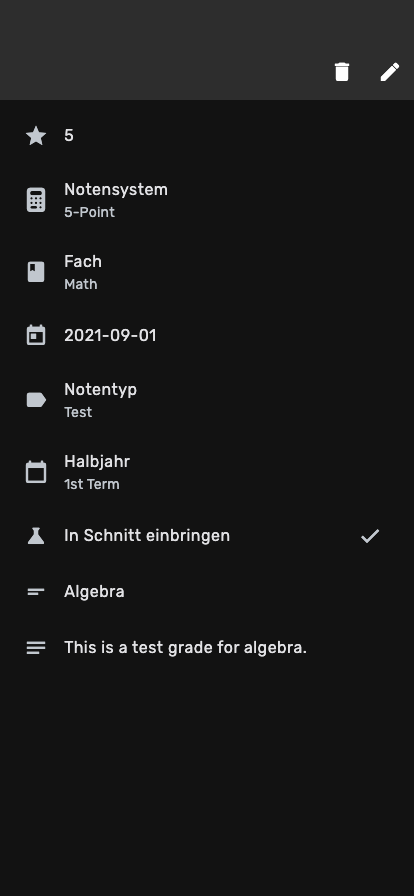 5
Notensystem
5-Point
Fach
Math
2021-09-01
Notentyp
Test
Halbjahr
1st Term
In Schnitt einbringen
Algebra
This is a test grade for algebra.